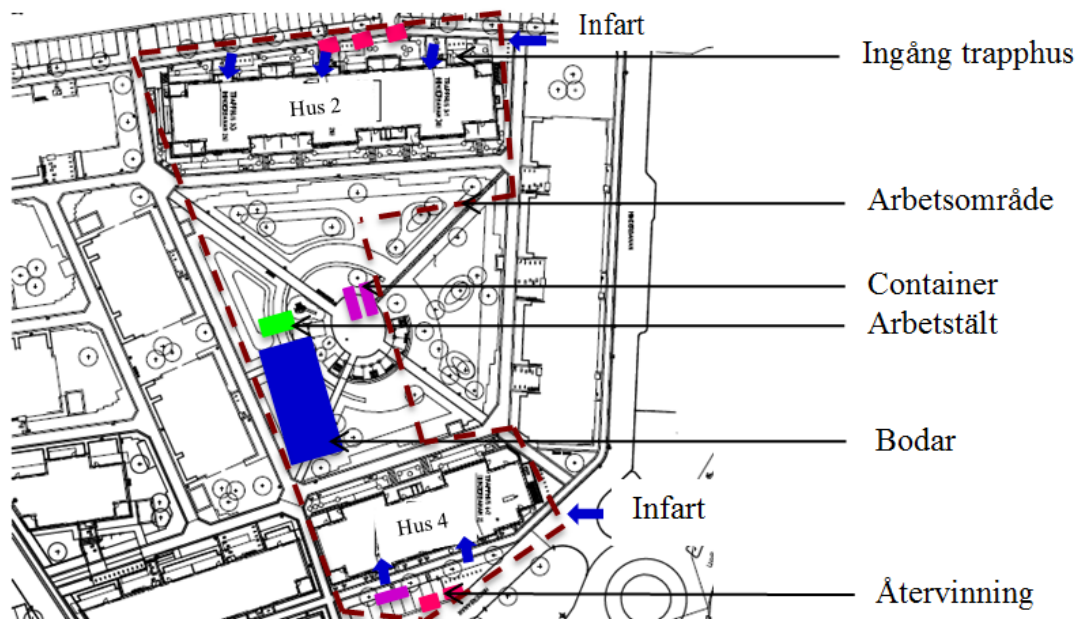 Infart
Ingång trapphus
Hus 2
Arbetsområde
Container
Arbetstält
Bodar
Infart
Hus 4
Återvinning